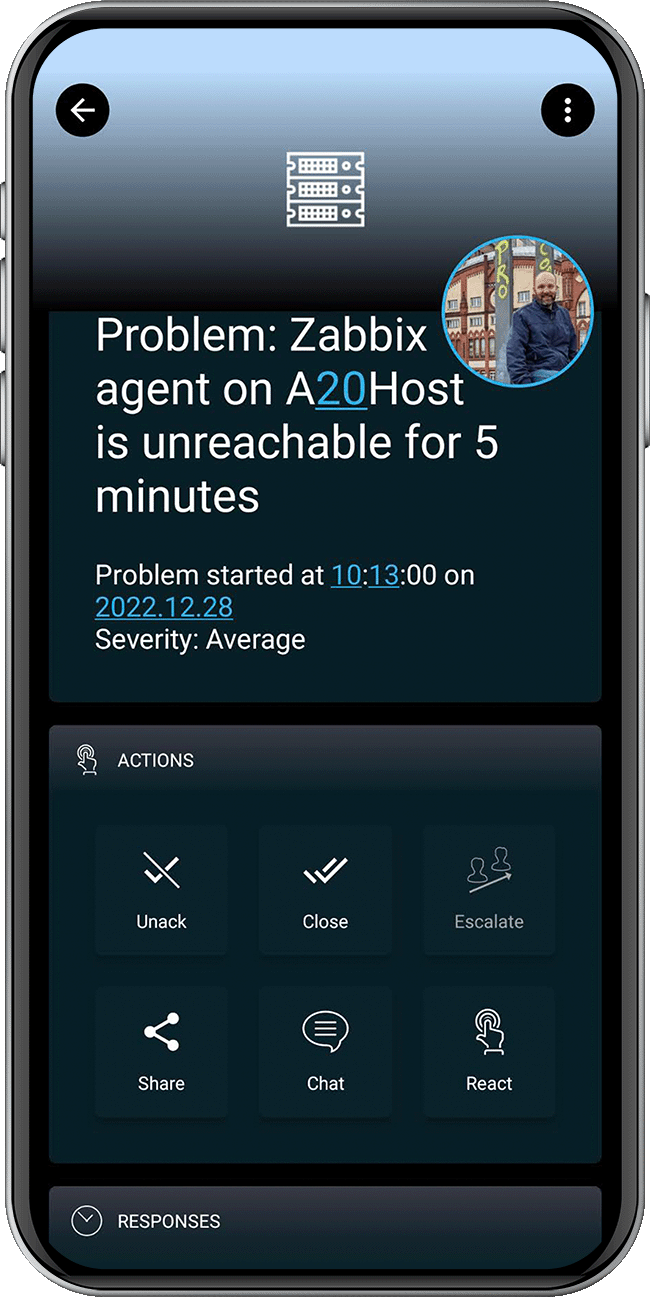 Problem: Zabbix
agent on A20Host
is unreachable for 5
minutes
Problem started at 10:13:00 on
2022.12.28
Severity: Average
ACTIONS
Unack
Close
Escalate
Share
Chat
React
RESPONSES